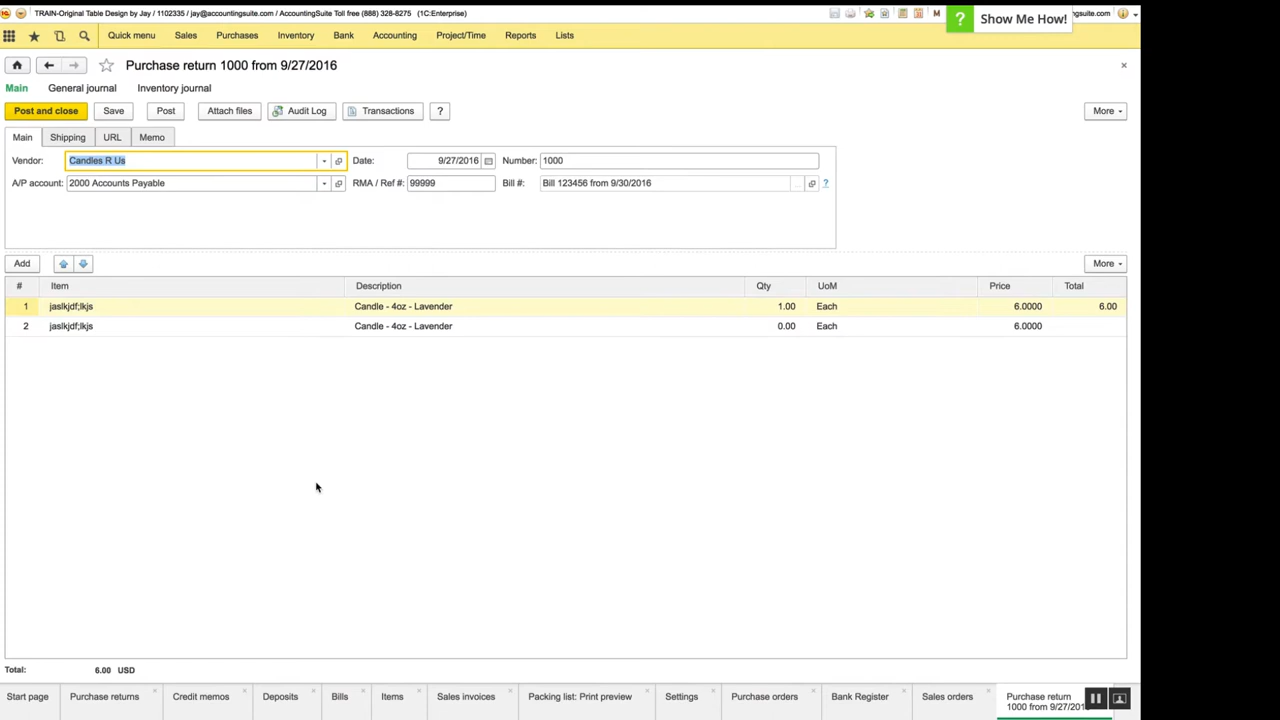 TRAIN-Original Table Design by Jay / 1102335 / jay@accountingsuite.com / AccountingSuite Toll free (888) 328-8275 (1C:Enterprise)
M
? Show Me How!
gsuite.com
Quick menu Sales Purchases Inventory Bank Accounting Project/Time Reports Lists
Purchase return 1000 from 9/27/2016
Main General journal Inventory journal
Post and close Save Post Attach files Audit Log Transactions ? More
Main Shipping URL Memo
Vendor: Candles R Us Date: 9/27/2016 Number: 1000
A/P account: 2000 Accounts Payable RMA / Ref #: 99999 Bill #: Bill 123456 from 9/30/2016 ... ?
Add More
# Item Description Qty UoM Price Total
1 jaslkjdf;lkjs Candle - 4oz - Lavender 1.00 Each 6.0000 6.00
2 jaslkjdf;lkjs Candle - 4oz - Lavender 0.00 Each 6.0000
Total: 6.00 USD
Start page Purchase returns Credit memos Deposits Bills Items Sales invoices Packing list: Print preview Settings Purchase orders Bank Register Sales orders Purchase return
1000 from 9/27/201